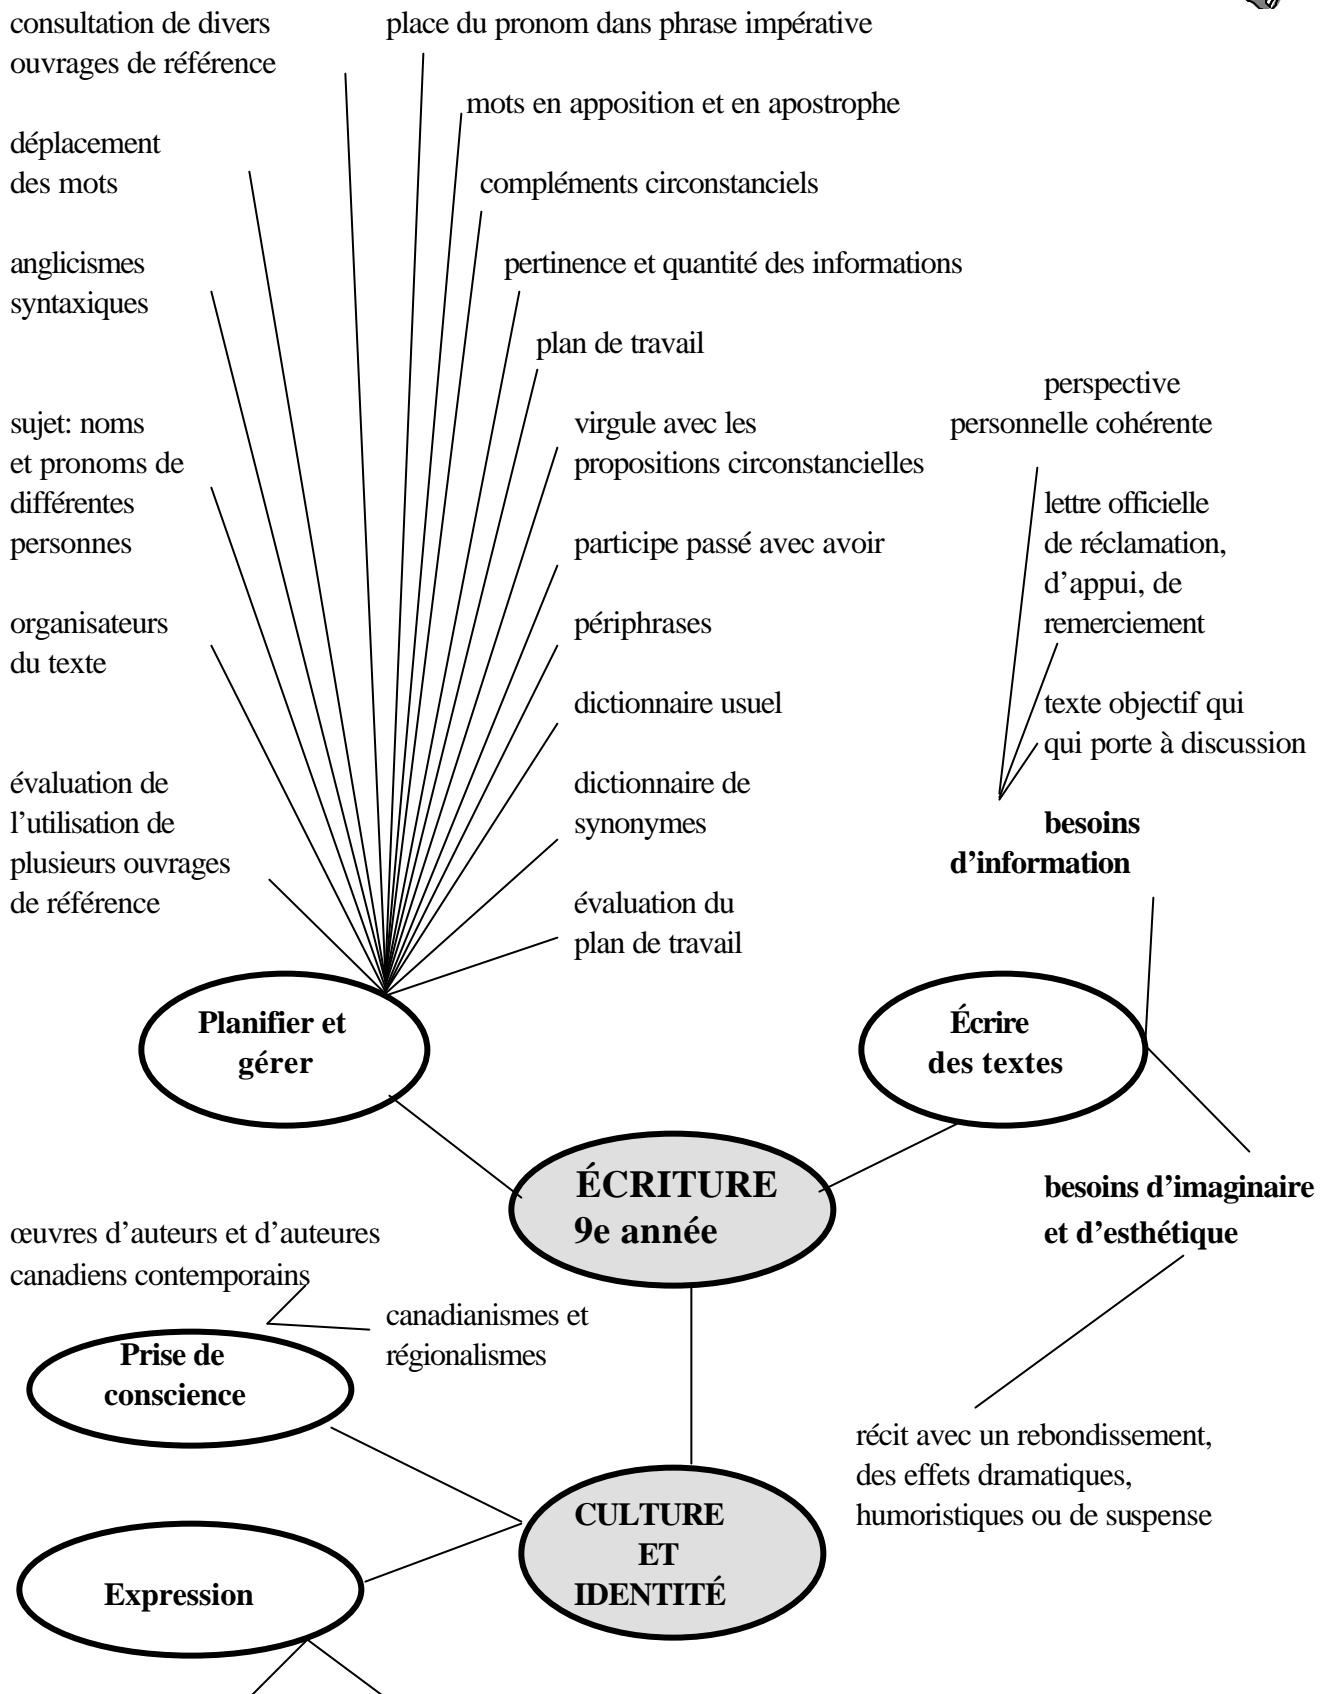 consultation de divers
ouvrages de référence
place du pronom dans phrase impérative
mots en apposition et en apostrophe
déplacement
des mots
compléments circonstanciels
anglicismes
syntaxiques
pertinence et quantité des informations
plan de travail
perspective
personnelle cohérente
sujet: noms
et pronoms de
différentes
personnes
virgule avec les
propositions circonstancielles
lettre officielle
de réclamation,
d'appui, de
remerciement
participe passé avec avoir
organisateurs
du texte
périphrases
dictionnaire usuel
texte objectif qui
qui porte à discussion
évaluation de
l'utilisation de
plusieurs ouvrages
de référence
dictionnaire de
synonymes
besoins
d'information
évaluation du
plan de travail
Planifier et
gérer
Écrire
des textes
ÉCRITURE
9e année
besoins d'imaginaire
et d'esthétique
œuvres d'auteurs et d'auteures
canadiens contemporains
canadianismes et
régionalismes
Prise de
conscience
récit avec un rebondissement,
des effets dramatiques,
humoristiques ou de suspense
CULTURE
ET
IDENTITÉ
Expression